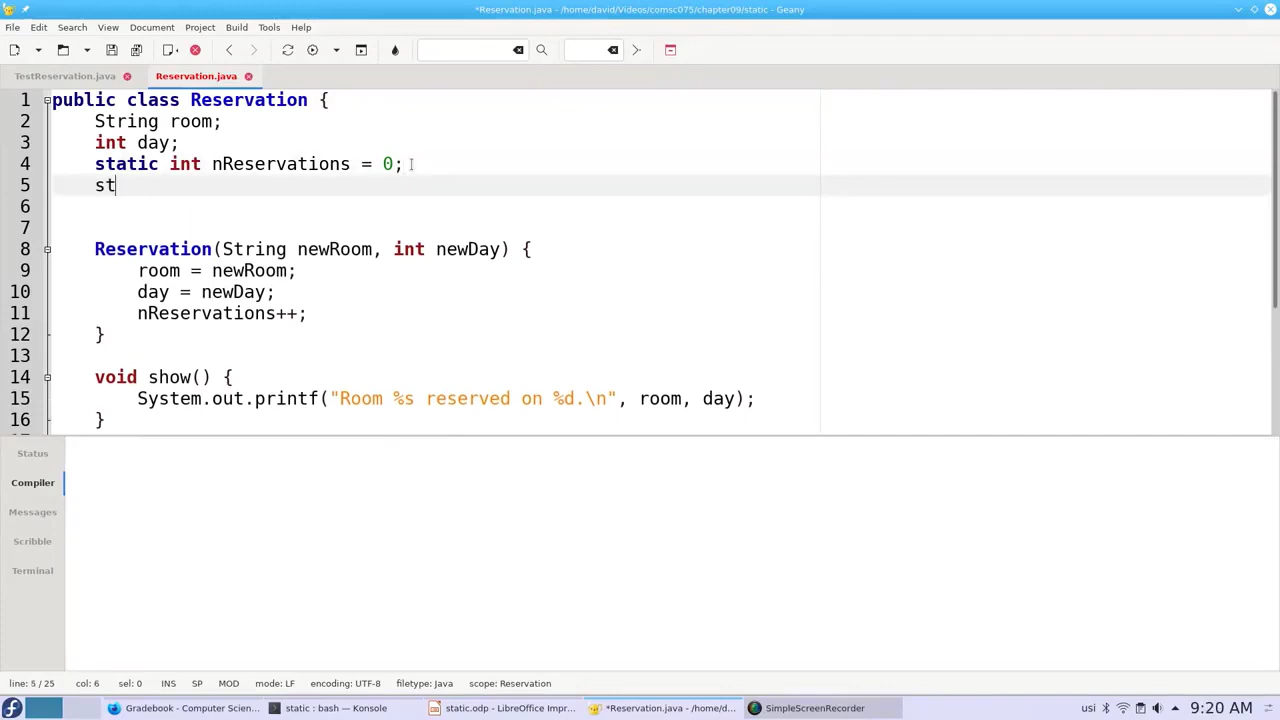 *Reservation.java - /home/david/Videos/comsc075/chapter09/static - Geany
File Edit Search View Document Project Build Tools Help
TestReservation.java Reservation.java
1 public class Reservation {
2 String room;
3 int day;
4 static int nReservations = 0;
5 st
6
7
8 Reservation(String newRoom, int newDay) {
9 room = newRoom;
10 day = newDay;
11 nReservations++;
12 }
13
14 void show() {
15 System.out.printf("Room %s reserved on %d.\n", room, day);
16 }
Status
Compiler
Messages
Scribble
Terminal
line: 5 / 25 col: 6 sel: 0 INS SP MOD mode: LF encoding: UTF-8 filetype: Java scope: Reservation
Gradebook - Computer Scien... static : bash — Konsole static.odp - LibreOffice Impr... *Reservation.java - /home/d... SimpleScreenRecorder usi 9:20 AM